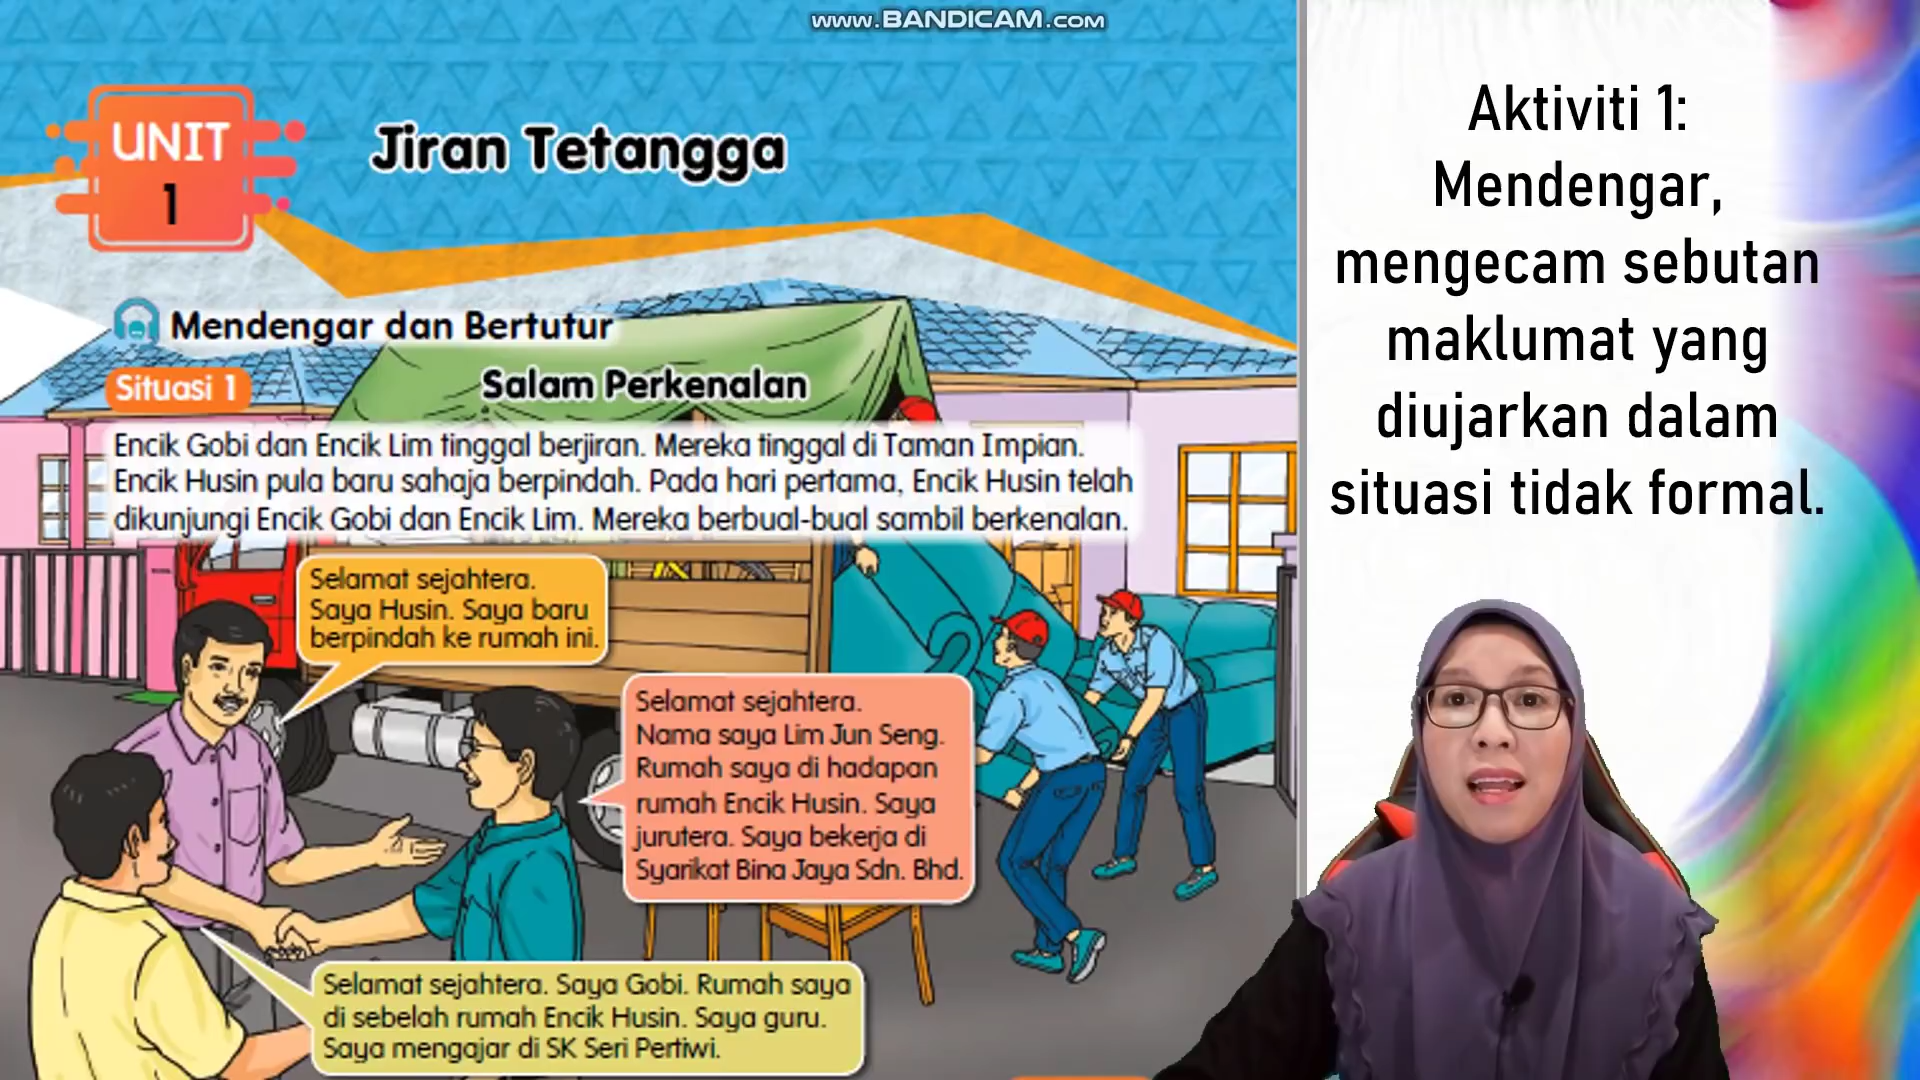 www.BANDICAM.com
UNIT
1
Jiran Tetangga
Mendengar dan Bertutur
Situasi 1
Salam Perkenalan
Encik Gobi dan Encik Lim tinggal berjiran. Mereka tinggal di Taman Impian.
Encik Husin pula baru sahaja berpindah. Pada hari pertama, Encik Husin telah
dikunjungi Encik Gobi dan Encik Lim. Mereka berbual-bual sambil berkenalan.
Selamat sejahtera.
Saya Husin. Saya baru
berpindah ke rumah ini.
Selamat sejahtera.
Nama saya Lim Jun Seng.
Rumah saya di hadapan
rumah Encik Husin. Saya
jurutera. Saya bekerja di
Syarikat Bina Jaya Sdn. Bhd.
Selamat sejahtera. Saya Gobi. Rumah saya
di sebelah rumah Encik Husin. Saya guru.
Saya mengajar di SK Seri Pertiwi.
Aktiviti 1:
Mendengar,
mengecam sebutan
maklumat yang
diujarkan dalam
situasi tidak formal.